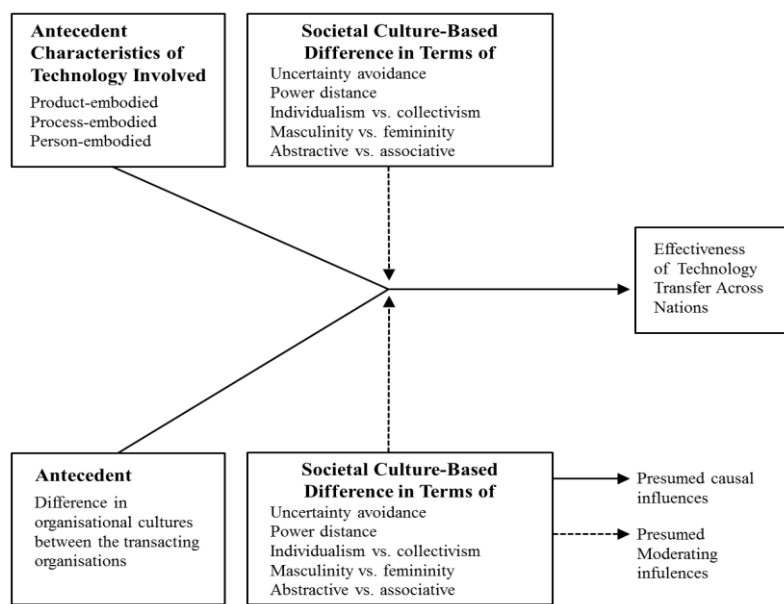 Antecedent
Characteristics of
Technology Involved
Product-embodied
Process-embodied
Person-embodied
Societal Culture-Based
Difference in Terms of
Uncertainty avoidance
Power distance
Individualism vs. collectivism
Masculinity vs. femininity
Abstractive vs. associative
Effectiveness
of Technology
Transfer Across
Nations
Antecedent
Difference in
organisational cultures
between the transacting
organisations
Societal Culture-Based
Difference in Terms of
Uncertainty avoidance
Power distance
Individualism vs. collectivism
Masculinity vs. femininity
Abstractive vs. associative
Presumed causal
influences
Presumed
Moderating
infulences